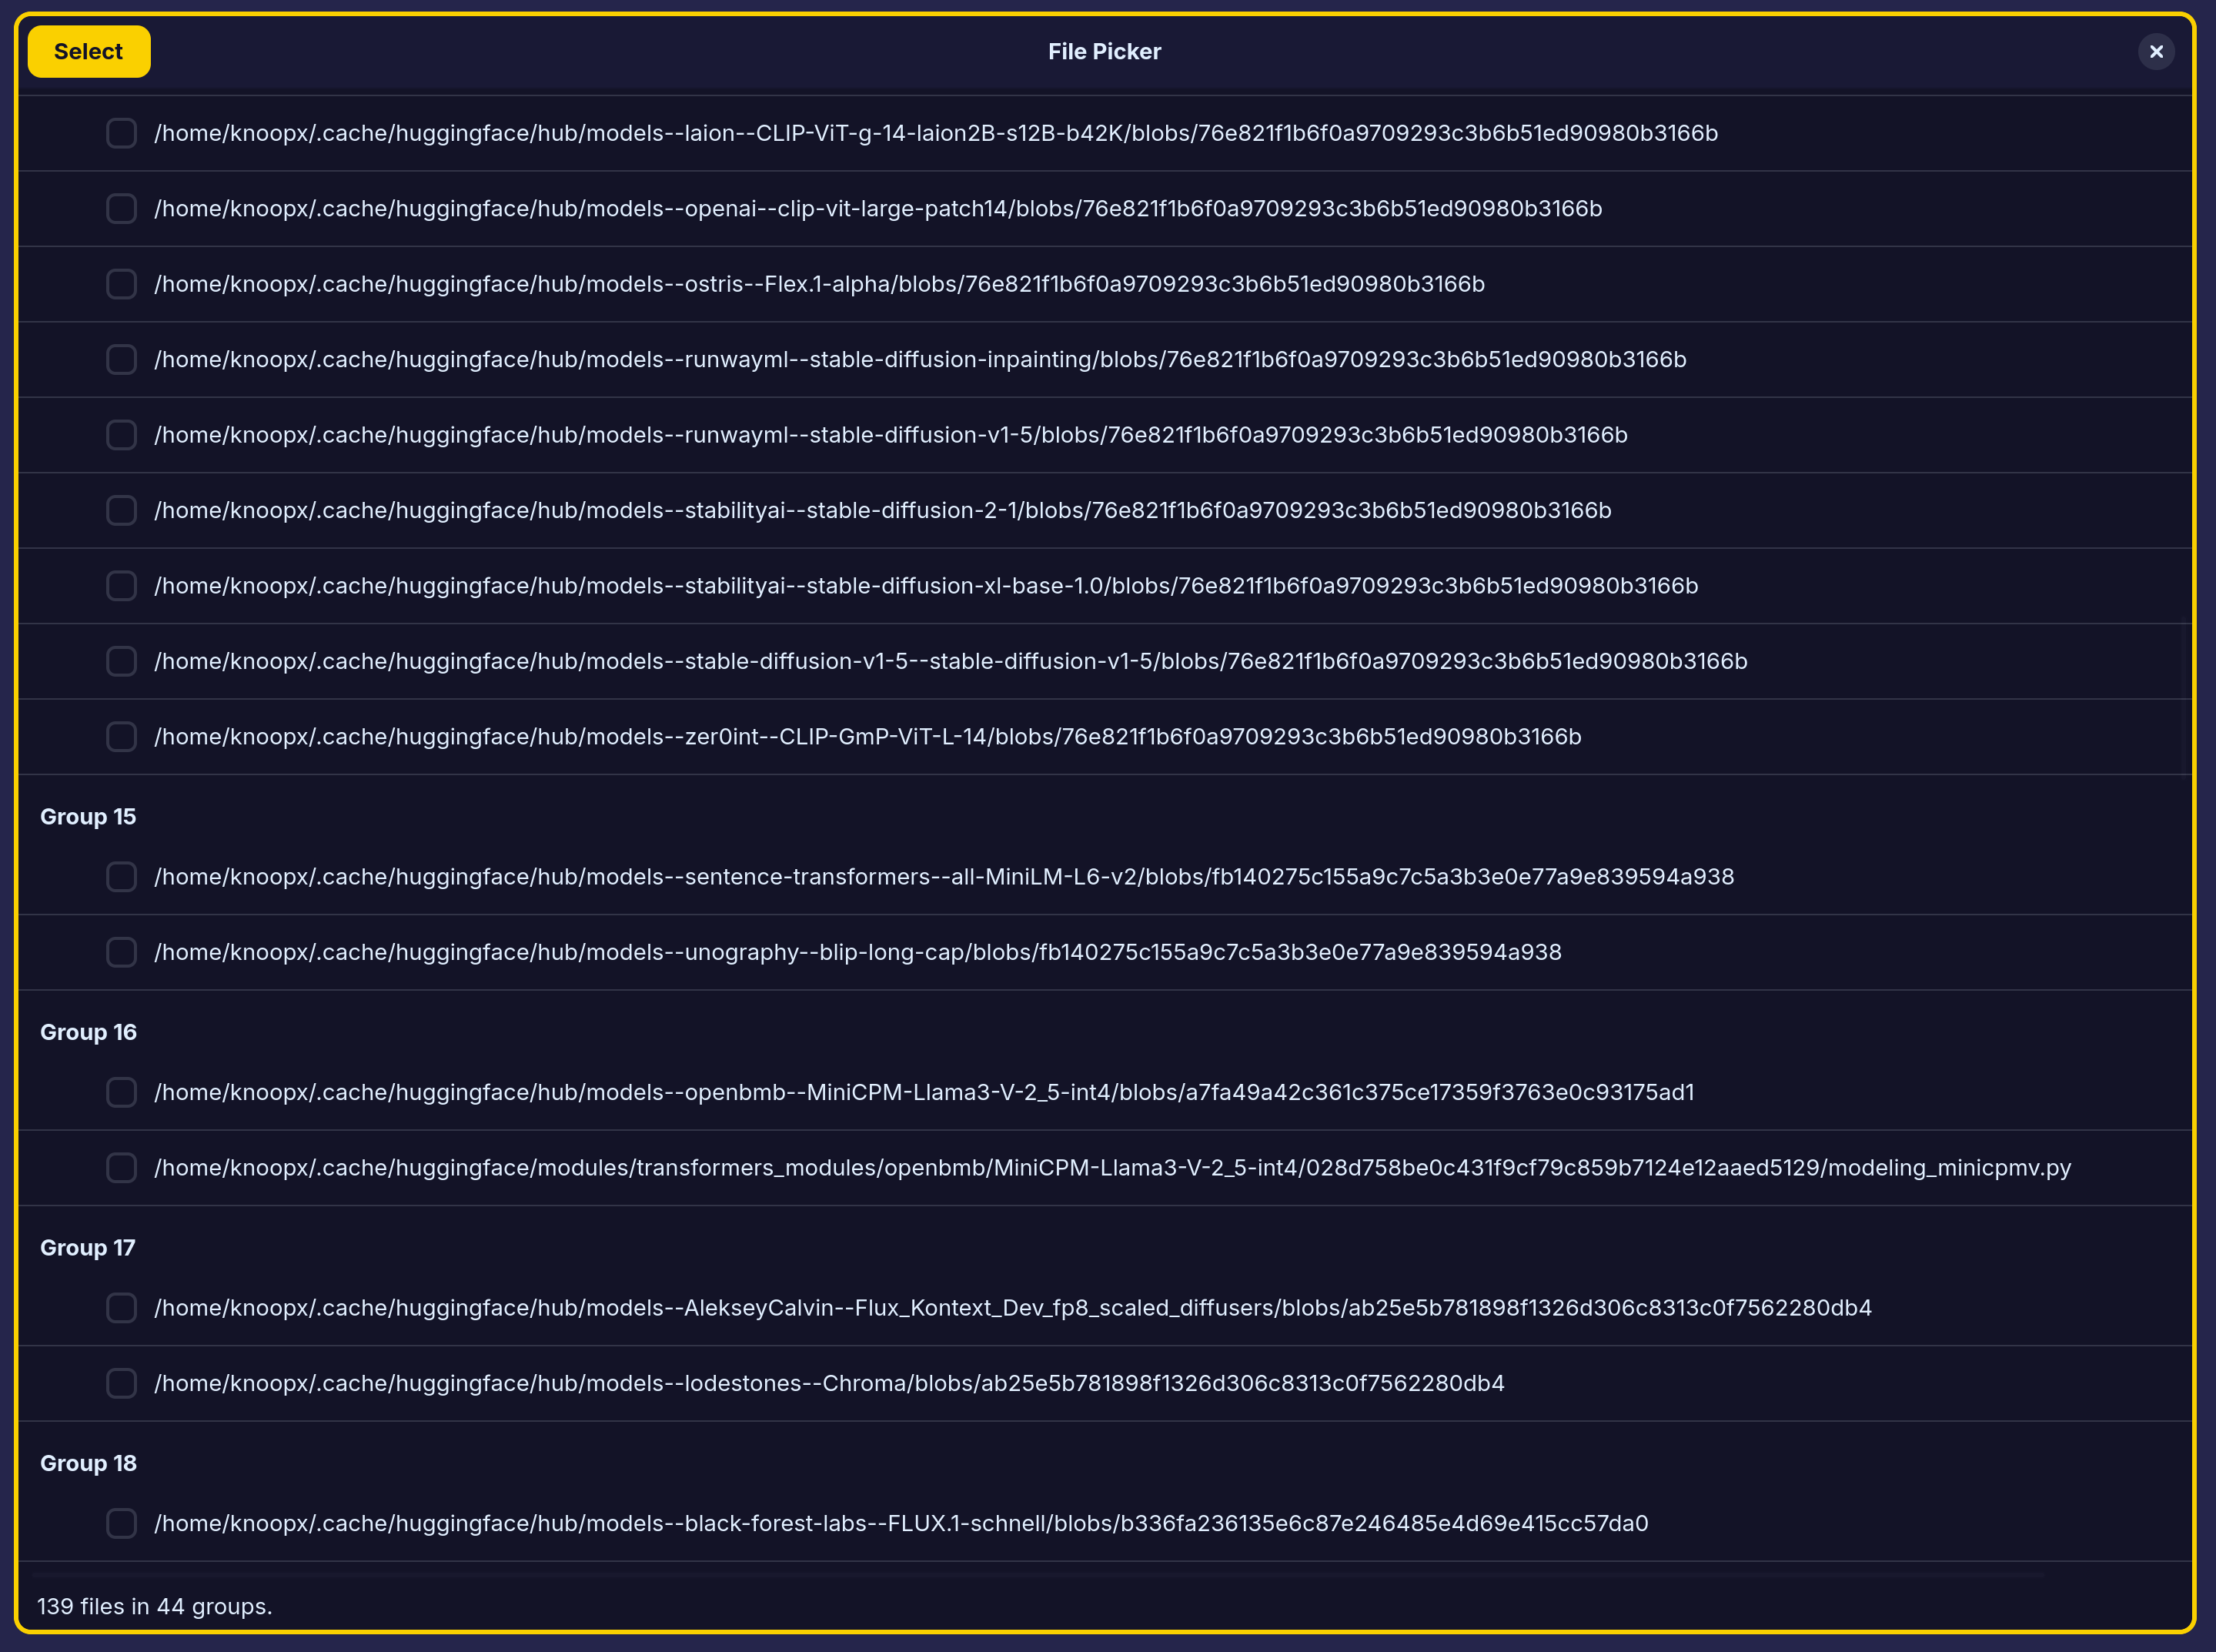 Select
File Picker
/home/knoopx/.cache/huggingface/hub/models--laion--CLIP-ViT-g-14-laion2B-s12B-b42K/blobs/76e821f1b6f0a9709293c3b6b51ed90980b3166b
/home/knoopx/.cache/huggingface/hub/models--openai--clip-vit-large-patch14/blobs/76e821f1b6f0a9709293c3b6b51ed90980b3166b
/home/knoopx/.cache/huggingface/hub/models--ostris--Flex.1-alpha/blobs/76e821f1b6f0a9709293c3b6b51ed90980b3166b
/home/knoopx/.cache/huggingface/hub/models--runwayml--stable-diffusion-inpainting/blobs/76e821f1b6f0a9709293c3b6b51ed90980b3166b
/home/knoopx/.cache/huggingface/hub/models--runwayml--stable-diffusion-v1-5/blobs/76e821f1b6f0a9709293c3b6b51ed90980b3166b
/home/knoopx/.cache/huggingface/hub/models--stabilityai--stable-diffusion-2-1/blobs/76e821f1b6f0a9709293c3b6b51ed90980b3166b
/home/knoopx/.cache/huggingface/hub/models--stabilityai--stable-diffusion-xl-base-1.0/blobs/76e821f1b6f0a9709293c3b6b51ed90980b3166b
/home/knoopx/.cache/huggingface/hub/models--stable-diffusion-v1-5--stable-diffusion-v1-5/blobs/76e821f1b6f0a9709293c3b6b51ed90980b3166b
/home/knoopx/.cache/huggingface/hub/models--zer0int--CLIP-GmP-ViT-L-14/blobs/76e821f1b6f0a9709293c3b6b51ed90980b3166b
Group 15
/home/knoopx/.cache/huggingface/hub/models--sentence-transformers--all-MiniLM-L6-v2/blobs/fb140275c155a9c7c5a3b3e0e77a9e839594a938
/home/knoopx/.cache/huggingface/hub/models--unography--blip-long-cap/blobs/fb140275c155a9c7c5a3b3e0e77a9e839594a938
Group 16
/home/knoopx/.cache/huggingface/hub/models--openbmb--MiniCPM-Llama3-V-2_5-int4/blobs/a7fa49a42c361c375ce17359f3763e0c93175ad1
/home/knoopx/.cache/huggingface/modules/transformers_modules/openbmb/MiniCPM-Llama3-V-2_5-int4/028d758be0c431f9cf79c859b7124e12aaed5129/modeling_minicpmv.py
Group 17
/home/knoopx/.cache/huggingface/hub/models--AlekseyCalvin--Flux_Kontext_Dev_fp8_scaled_diffusers/blobs/ab25e5b781898f1326d306c8313c0f7562280db4
/home/knoopx/.cache/huggingface/hub/models--lodestones--Chroma/blobs/ab25e5b781898f1326d306c8313c0f7562280db4
Group 18
/home/knoopx/.cache/huggingface/hub/models--black-forest-labs--FLUX.1-schnell/blobs/b336fa236135e6c87e246485e4d69e415cc57da0
139 files in 44 groups.